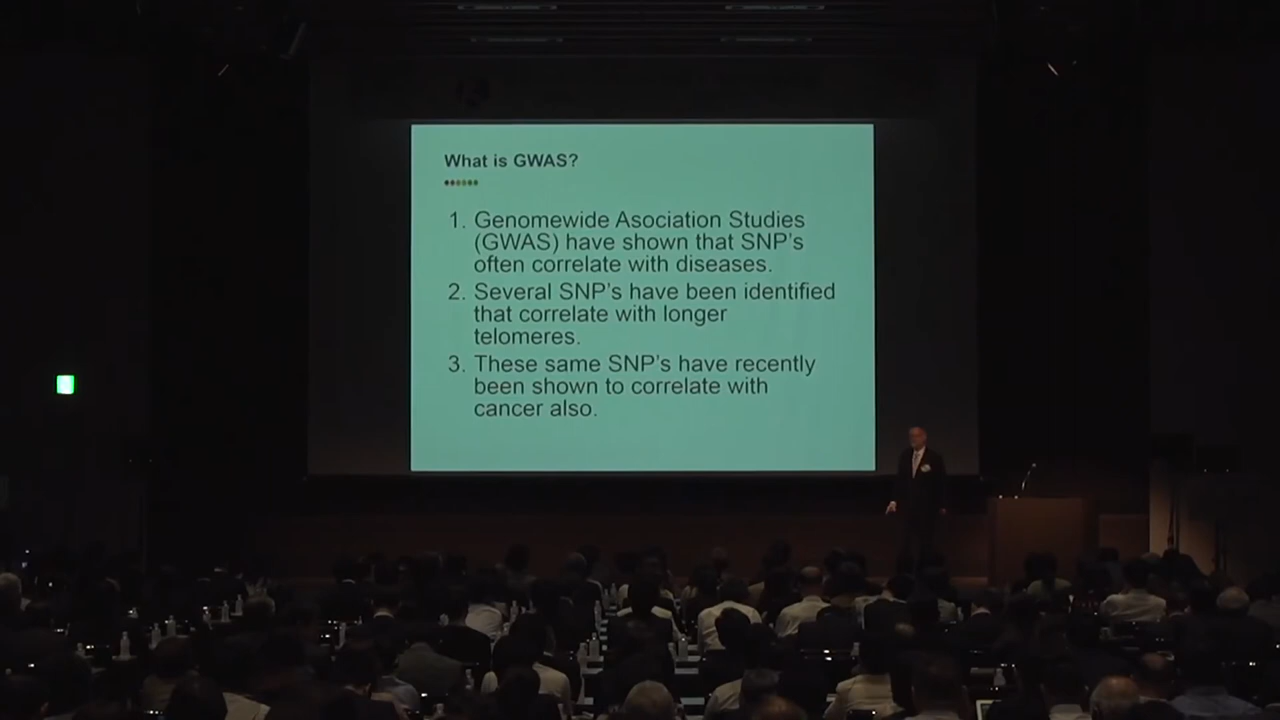 What is GWAS?
1. Genomewide Asociation Studies
(GWAS) have shown that SNP's
often correlate with diseases.
2. Several SNP's have been identified
that correlate with longer
telomeres.
3. These same SNP's have recently
been shown to correlate with
cancer also.